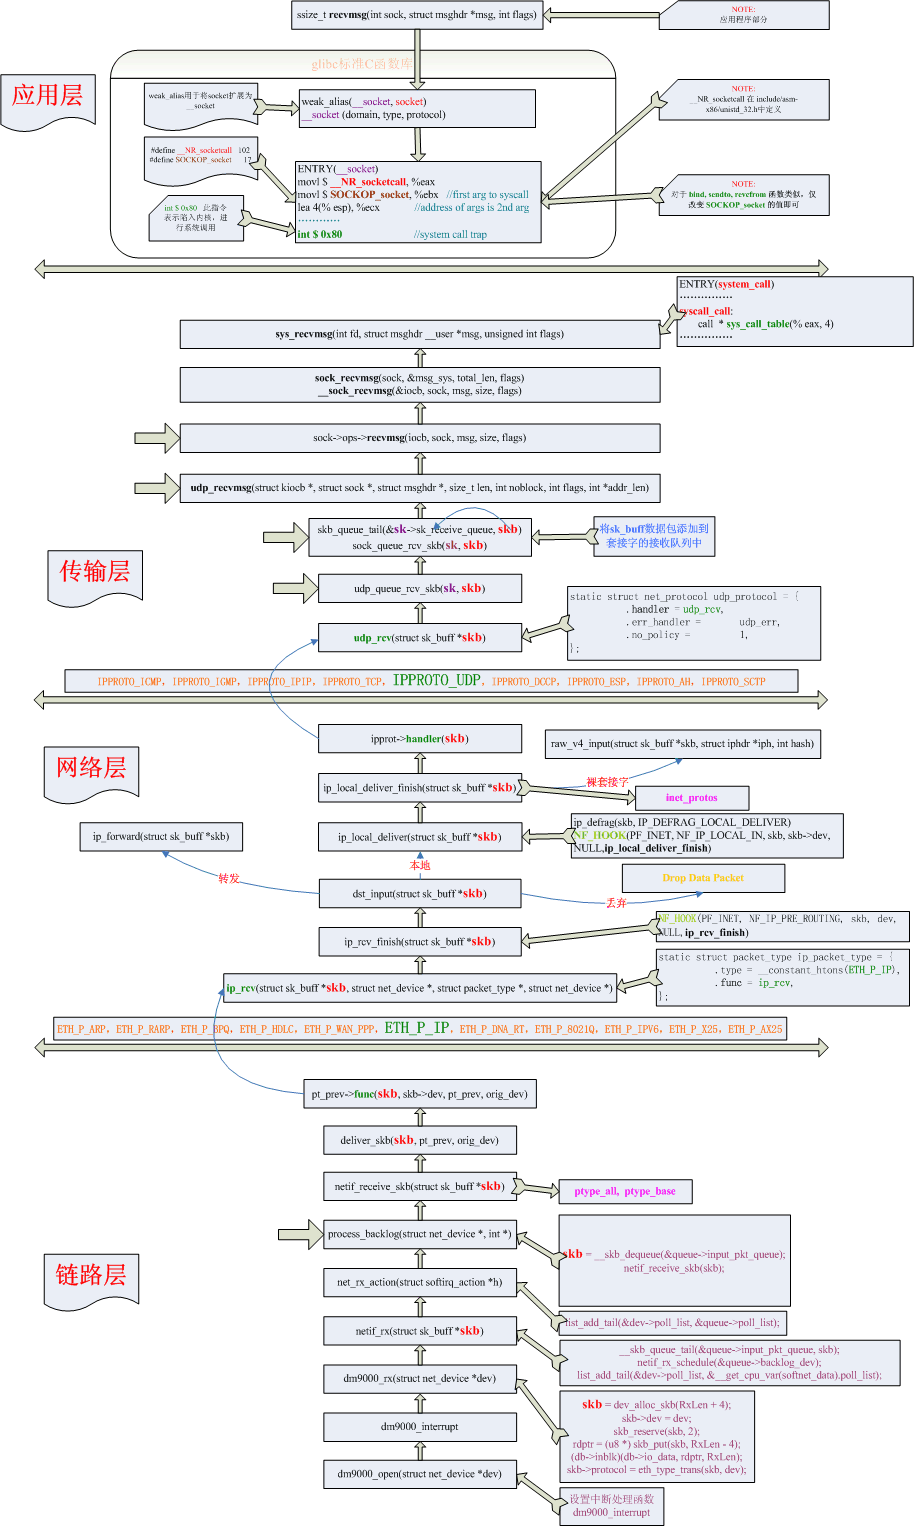 ssize_t recvmsg(int sock, struct msghdr *msg, int flags)
NOTE:
应用程序部分
glibc标准C函数库
应用层
weak_alias用于将socket扩展为
__socket
weak_alias(__socket, socket)
__socket (domain, type, protocol)
NOTE:
__NR_socketcall 在 include/asm-
x86/unistd_32.h中定义
#define __NR_socketcall 102
#define SOCKOP_socket 17
ENTRY(__socket)
movl $ __NR_socketcall, %eax
movl $ SOCKOP_socket, %ebx //first arg to syscall
lea 4(% esp), %ecx //address of args is 2nd arg
…………
int $ 0x80 //system call trap
NOTE:
对于 bind, sendto, revcfrom 函数类似，仅
改变 SOCKOP_socket 的值即可
int $ 0x80 此指令
表示陷入内核，进
行系统调用
ENTRY(system_call)
……………
syscall_call:
call * sys_call_table(% eax, 4)
……………
sys_recvmsg(int fd, struct msghdr __user *msg, unsigned int flags)
sock_recvmsg(sock, &msg_sys, total_len, flags)
__sock_recvmsg(&iocb, sock, msg, size, flags)
sock->ops->recvmsg(iocb, sock, msg, size, flags)
udp_recvmsg(struct kiocb *, struct sock *, struct msghdr *, size_t len, int noblock, int flags, int *addr_len)
skb_queue_tail(&sk->sk_receive_queue, skb)
sock_queue_rcv_skb(sk, skb)
将sk_buff数据包添加到
套接字的接收队列中
传输层
udp_queue_rcv_skb(sk, skb)
udp_rcv(struct sk_buff *skb)
static struct net_protocol udp_protocol = {
.handler = udp_rcv,
.err_handler = udp_err,
.no_policy = 1,
};
IPPROTO_ICMP, IPPROTO_IGMP, IPPROTO_IPIP, IPPROTO_TCP, IPPROTO_UDP, IPPROTO_DCCP, IPPROTO_ESP, IPPROTO_AH, IPPROTO_SCTP
ipprot->handler(skb)
raw_v4_input(struct sk_buff *skb, struct iphdr *iph, int hash)
网络层
ip_local_deliver_finish(struct sk_buff *skb)
裸套接字
inet_protos
ip_forward(struct sk_buff *skb)
ip_local_deliver(struct sk_buff *skb)
ip_defrag(skb, IP_DEFRAG_LOCAL_DELIVER)
NF_HOOK(PF_INET, NF_IP_LOCAL_IN, skb, skb->dev,
NULL,ip_local_deliver_finish)
本地
转发
dst_input(struct sk_buff *skb)
Drop Data Packet
丢弃
ip_rcv_finish(struct sk_buff *skb)
NF_HOOK(PF_INET, NF_IP_PRE_ROUTING, skb, dev,
NULL, ip_rcv_finish)
ip_rcv(struct sk_buff *skb, struct net_device *, struct packet_type *, struct net_device *)
static struct packet_type ip_packet_type = {
.type = __constant_htons(ETH_P_IP),
.func = ip_rcv,
};
ETH_P_ARP, ETH_P_RARP, ETH_P_BPQ, ETH_P_HDLC, ETH_P_WAN_PPP, ETH_P_IP, ETH_P_DNA_RT, ETH_P_8021Q, ETH_P_IPV6, ETH_P_X25, ETH_P_AX25
pt_prev->func(skb, skb->dev, pt_prev, orig_dev)
deliver_skb(skb, pt_prev, orig_dev)
netif_receive_skb(struct sk_buff *skb)
ptype_all, ptype_base
process_backlog(struct net_device *, int *)
skb = __skb_dequeue(&queue->input_pkt_queue);
netif_receive_skb(skb);
链路层
net_rx_action(struct softirq_action *h)
list_add_tail(&dev->poll_list, &queue->poll_list);
netif_rx(struct sk_buff *skb)
__skb_queue_tail(&queue->input_pkt_queue, skb);
netif_rx_schedule(&queue->backlog_dev);
list_add_tail(&dev->poll_list, &__get_cpu_var(softnet_data).poll_list);
dm9000_rx(struct net_device *dev)
skb = dev_alloc_skb(RxLen + 4);
skb->dev = dev;
skb_reserve(skb, 2);
rdptr = (u8 *) skb_put(skb, RxLen - 4);
(db->inblk)(db->io_data, rdptr, RxLen);
skb->protocol = eth_type_trans(skb, dev);
dm9000_interrupt
dm9000_open(struct net_device *dev)
设置中断处理函数
dm9000_interrupt